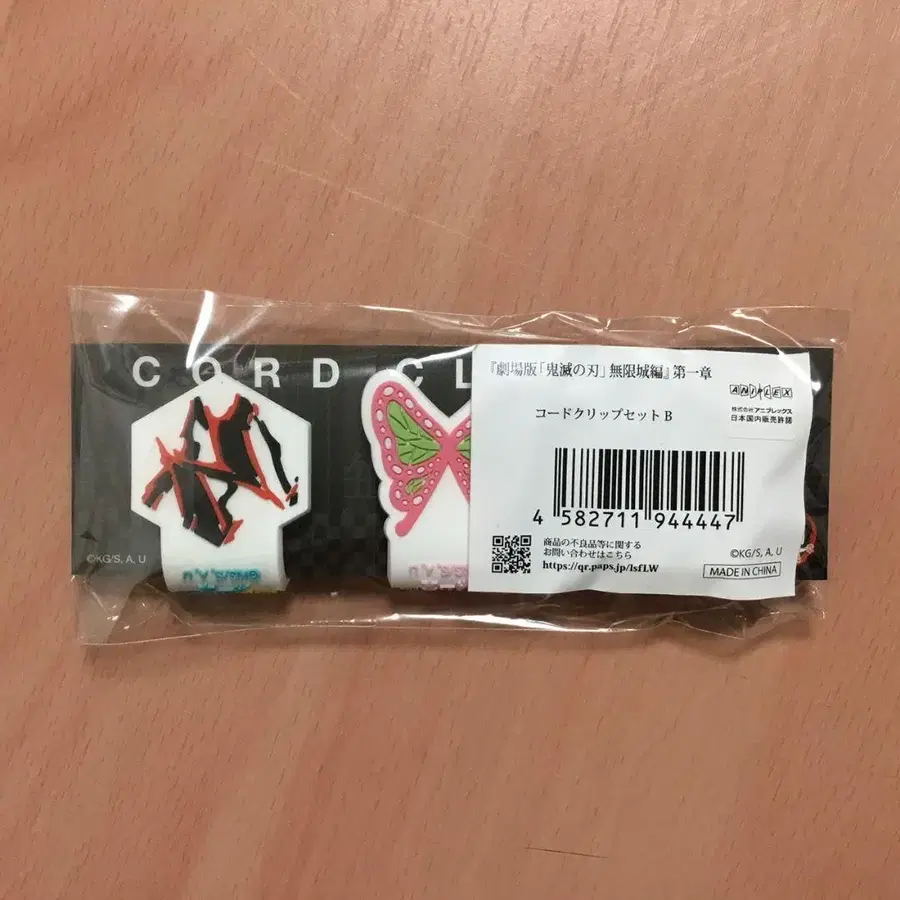 CORD CL
『劇場版「鬼滅の刃」無限城編』第一章
ANIPLEX
株式会社アニプレックス
日本国内販売許諾
コードクリップセット B
4 582711 944447
商品の不良品等に関する
お問い合わせはこちら
https://qr.paps.jp/lsfLW
©KG/S, A, U
MADE IN CHINA
©KG/S, A, U